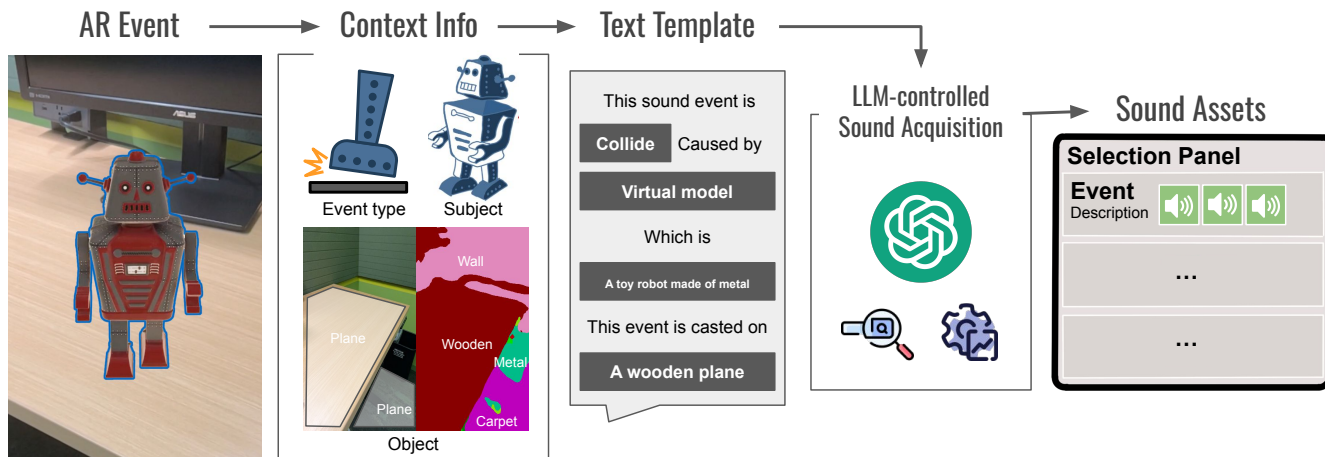 AR Event
Context Info
Text Template
LLM-controlled
Sound Acquisition
Sound Assets
HDMI
ASUS
Event type
Subject
Plane
Plane
Wall
Wooden
Metal
Carpet
Object
This sound event is
Collide Caused by
Virtual model
Which is
A toy robot made of metal
This event is casted on
A wooden plane
Selection Panel
Event
Description
...
...